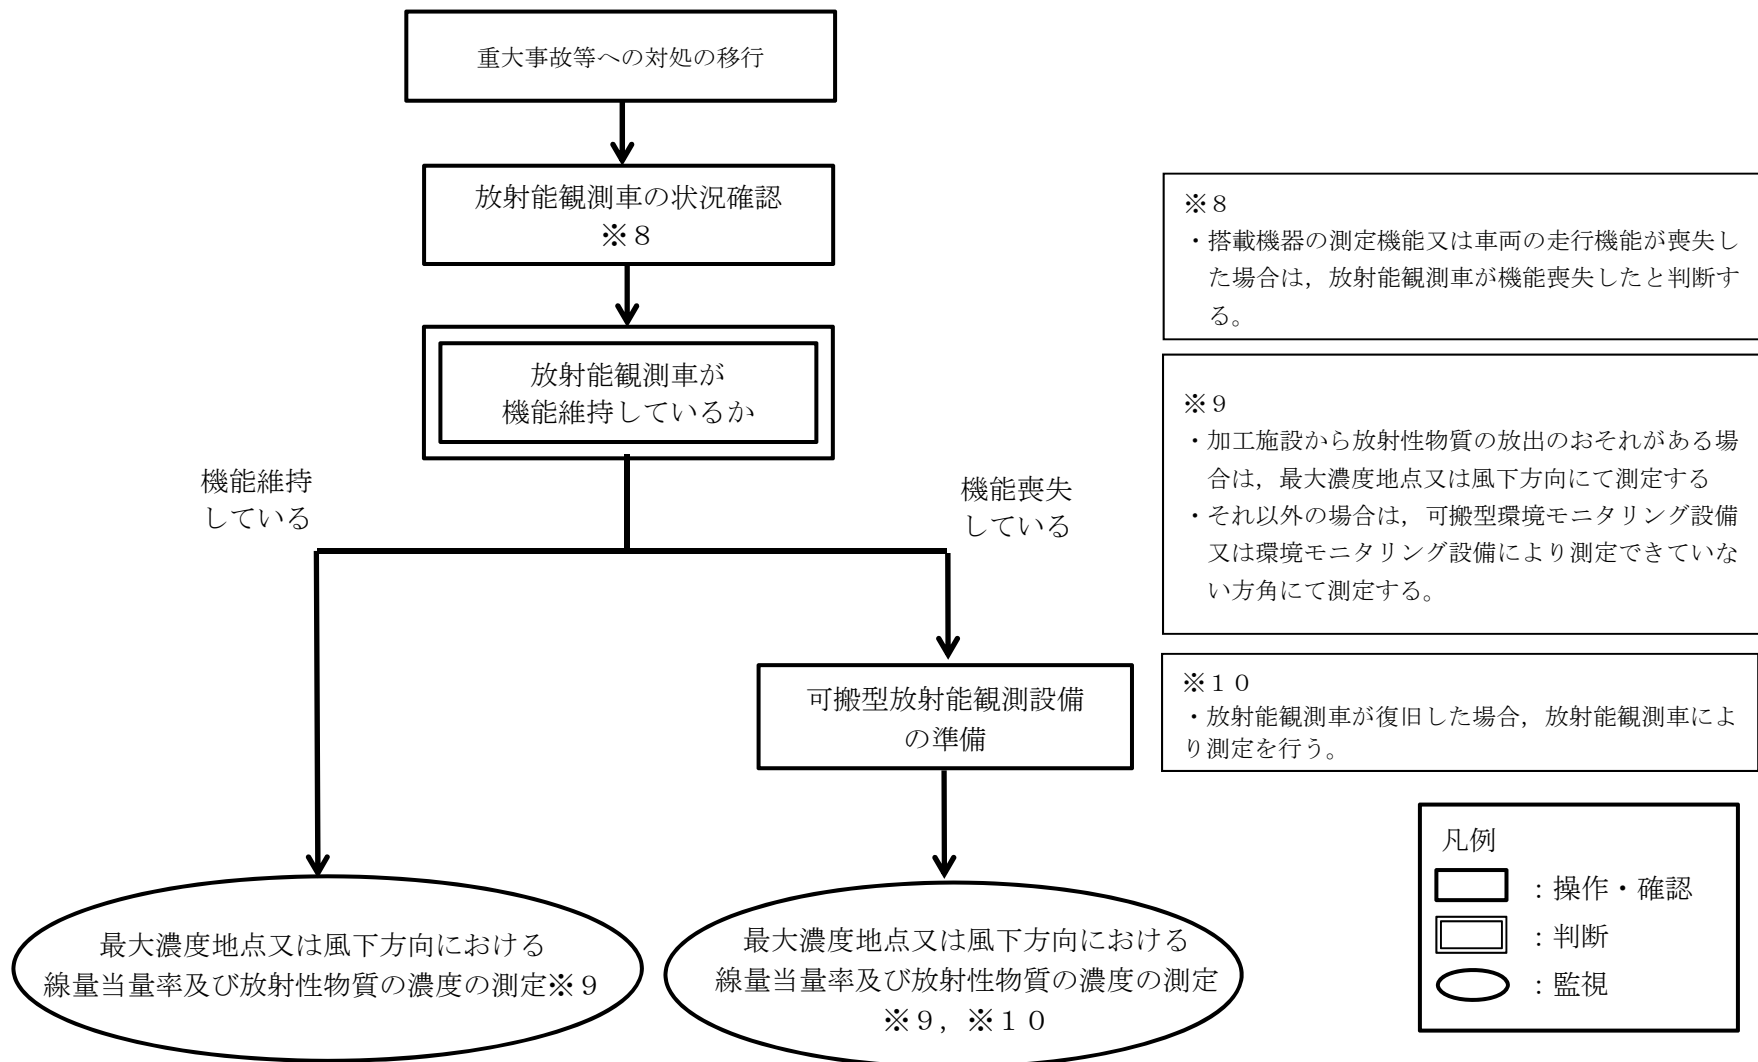 重大事故等への対処の移行
放射能観測車の状況確認
※８
放射能観測車が
機能維持しているか
機能維持
している
機能喪失
している
可搬型放射能観測設備
の準備
最大濃度地点又は風下方向における
線量当量率及び放射性物質の濃度の測定※９
最大濃度地点又は風下方向における
線量当量率及び放射性物質の濃度の測定
※９，※１０
※８
・搭載機器の測定機能又は車両の走行機能が喪失し
た場合は，放射能観測車が機能喪失したと判断す
る。
※９
・加工施設から放射性物質の放出のおそれがある場
合は，最大濃度地点又は風下方向にて測定する
・それ以外の場合は，可搬型環境モニタリング設備
又は環境モニタリング設備により測定できていな
い方角にて測定する。
※１０
・放射能観測車が復旧した場合，放射能観測車によ
り測定を行う。
凡例
：操作・確認
：判断
：監視